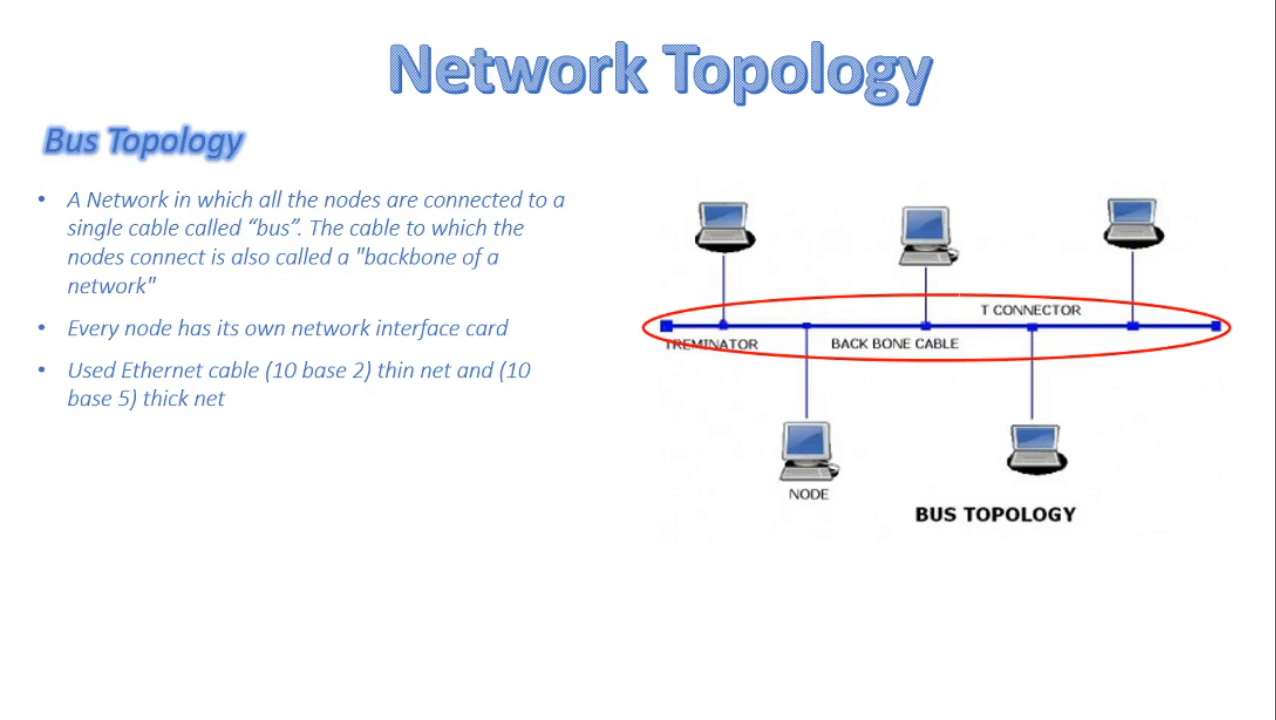 Network Topology
Bus Topology
• A Network in which all the nodes are connected to a
single cable called “bus”. The cable to which the
nodes connect is also called a "backbone of a
network"
• Every node has its own network interface card
• Used Ethernet cable (10 base 2) thin net and (10
base 5) thick net
T CONNECTOR
TREMINATOR
BACK BONE CABLE
NODE
BUS TOPOLOGY